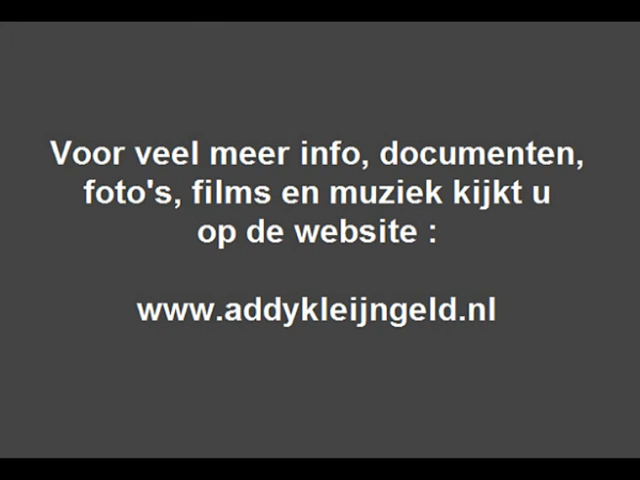 Voor veel meer info, documenten,
foto's, films en muziek kijkt u
op de website :
www.addykleijngeld.nl